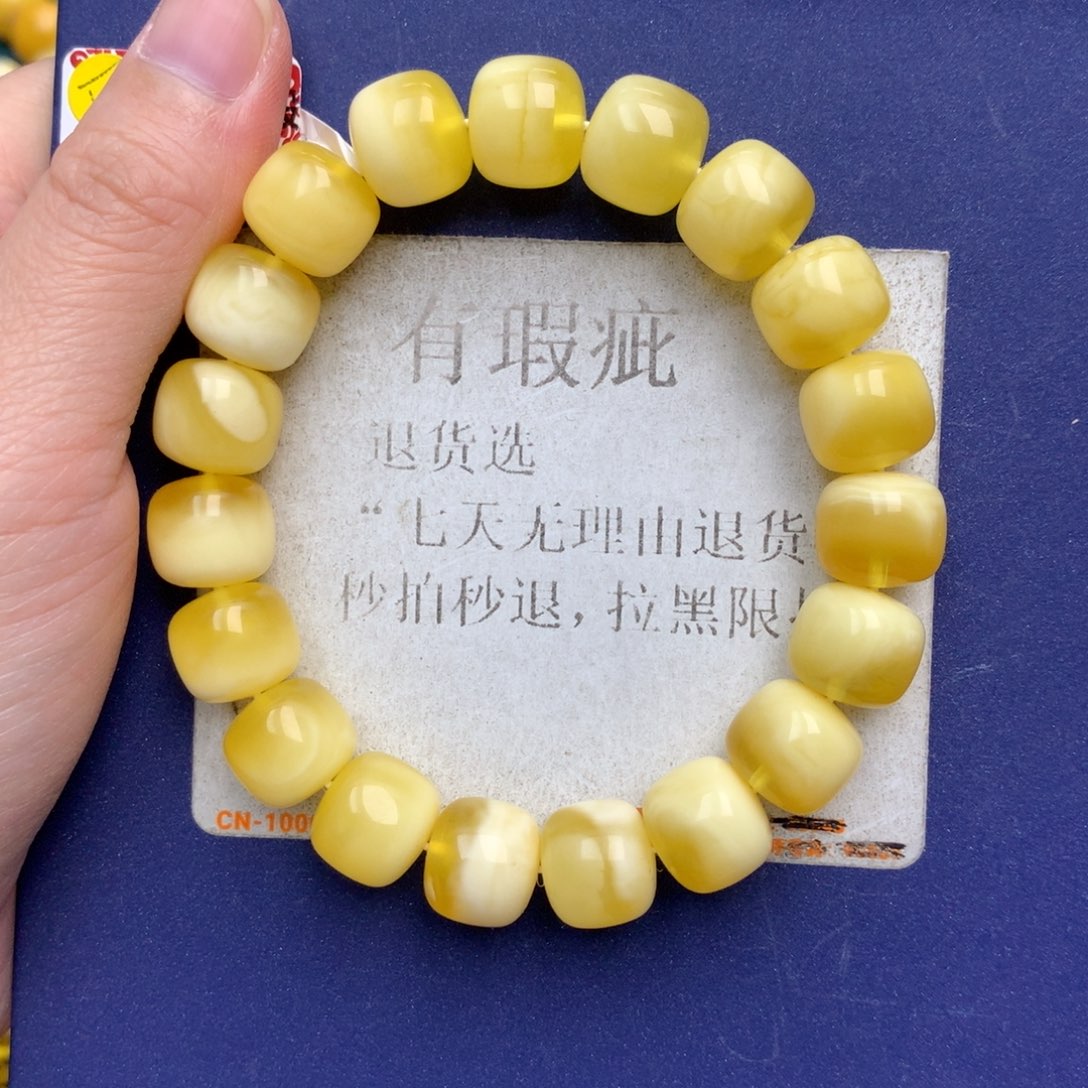 有瑕疵
退货选
“七天无理由退货
秒拍秒退，拉黑限
CN-100